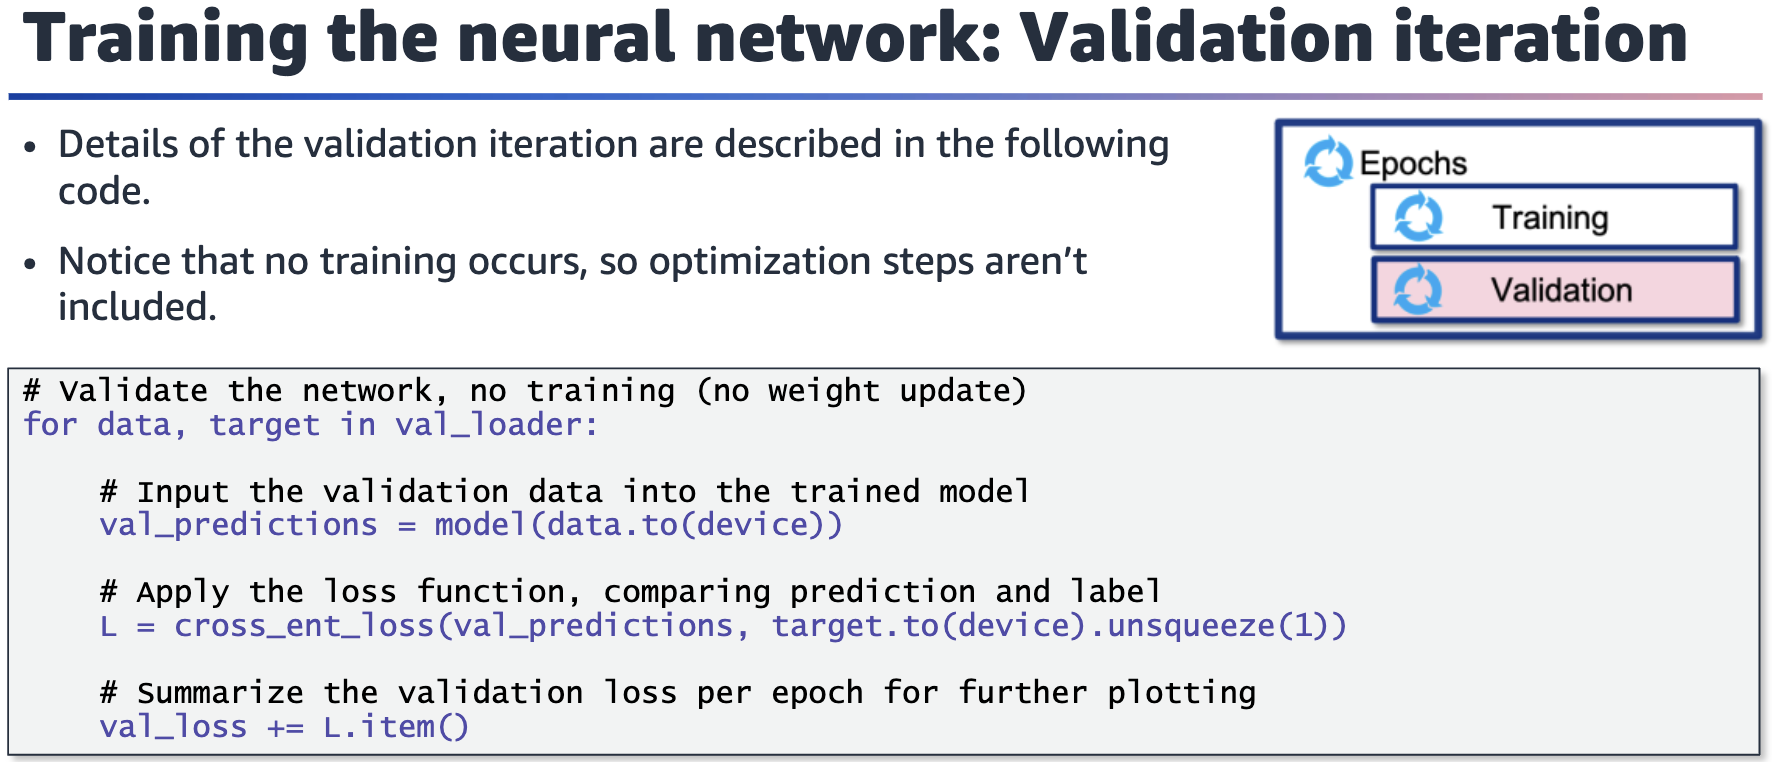 Training the neural network: Validation iteration
• Details of the validation iteration are described in the following
code.
• Notice that no training occurs, so optimization steps aren’t
included.
Epochs
Training
Validation
# Validate the network, no training (no weight update)
for data, target in val_loader:
    # Input the validation data into the trained model
    val_predictions = model(data.to(device))
    # Apply the loss function, comparing prediction and label
    L = cross_ent_loss(val_predictions, target.to(device).unsqueeze(1))
    # Summarize the validation loss per epoch for further plotting
    val_loss += L.item()